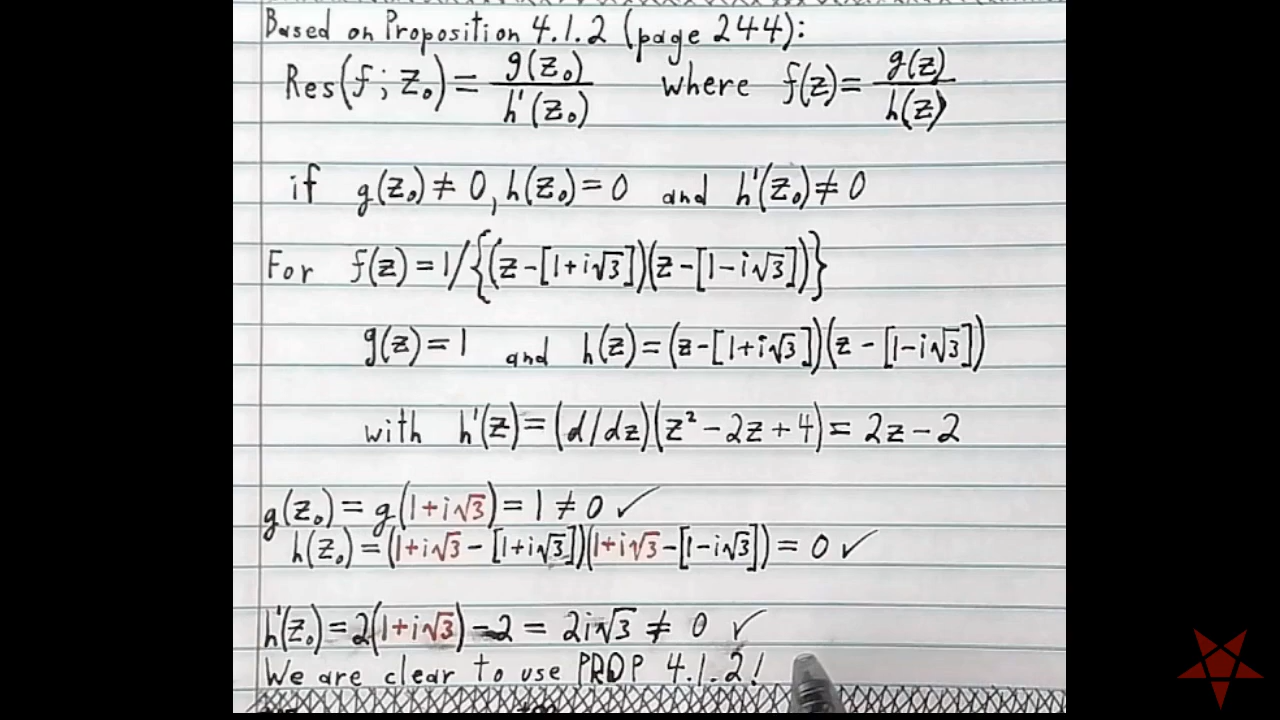 Based on Proposition 4.1.2 (page 244):
Res(f; z₀) = g(z₀)/h'(z₀) where f(z) = g(z)/h(z)
if g(z₀) ≠ 0, h(z₀) = 0 and h'(z₀) ≠ 0
For f(z) = 1/{(z-[1+i√3])(z-[1-i√3])}
g(z) = 1 and h(z) = (z-[1+i√3])(z-[1-i√3])
with h'(z) = (d/dz)(z²-2z+4) = 2z-2
g(z₀) = g(1+i√3) = 1 ≠ 0 ✓
h(z₀) = (1+i√3-[1+i√3])(1+i√3-[1-i√3]) = 0 ✓
h'(z₀) = 2(1+i√3)-2 = 2i√3 ≠ 0 ✓
We are clear to use PROP 4.1.2!